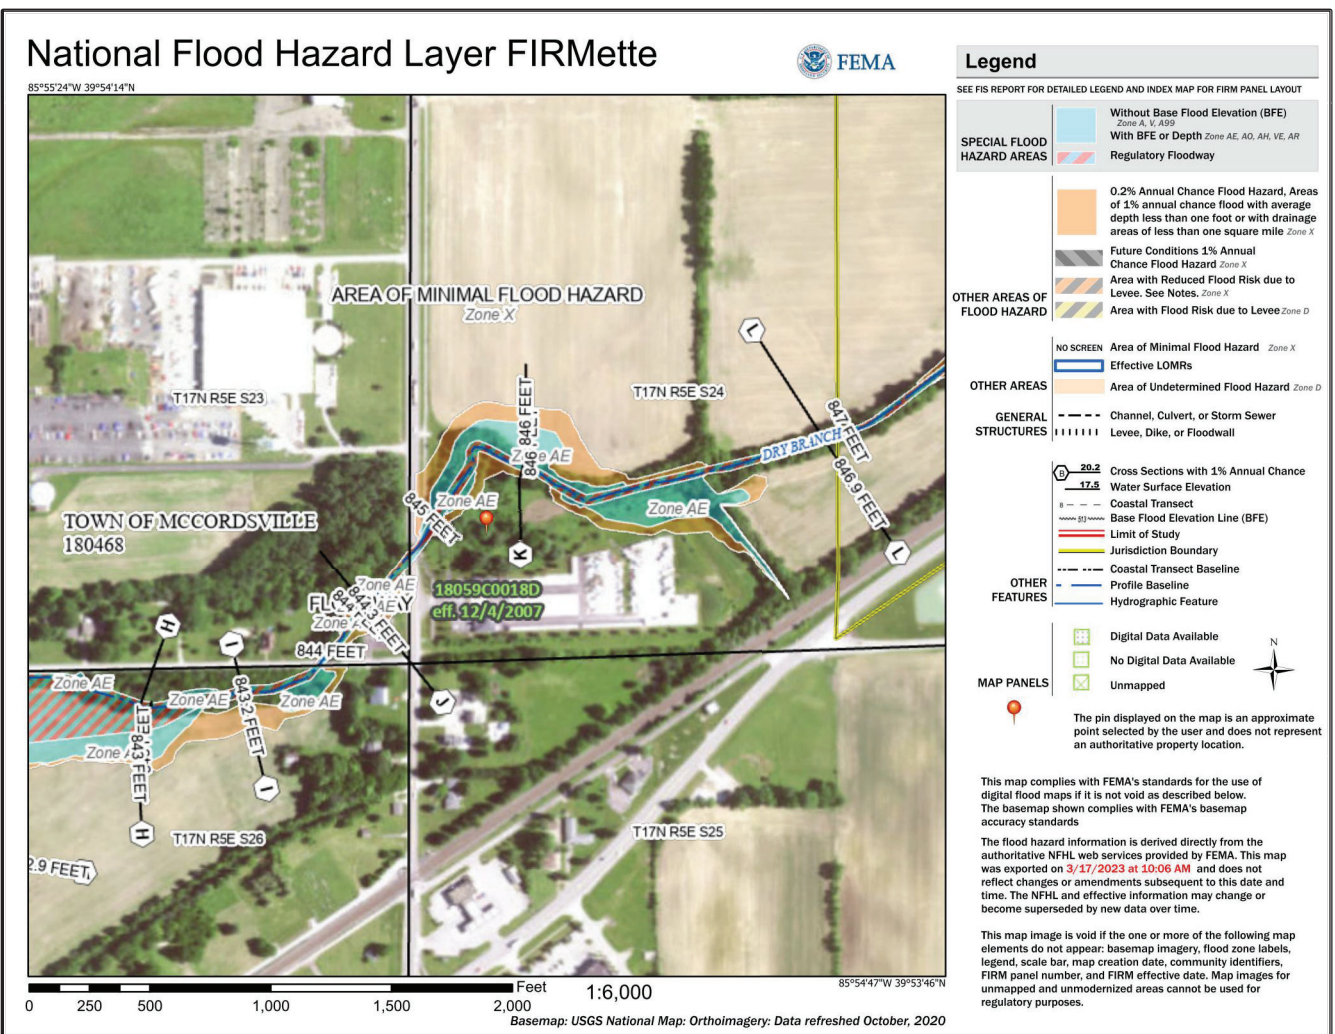 National Flood Hazard Layer FIRMette
FEMA
85°55'24"W 39°54'14"N
AREA OF MINIMAL FLOOD HAZARD
Zone X
T17N R5E S23
T17N R5E S24
L
846 FEET
847 FEET
DRY BRANCH
846.9 FEET
L
Zone AE
Zone AE
Zone AE
845 FEET
K
TOWN OF MCCORDSVILLE
180468
18059C0018D
eff. 12/4/2007
Zone AE
844.3 FEET
844 FEET
J
H
I
Zone AE
Zone AE
Zone AE
843.2 FEET
843 FEET
I
H
T17N R5E S26
T17N R5E S25
2.9 FEET
85°54'47"W 39°53'46"N
0 250 500 1,000 1,500 2,000
Feet
1:6,000
Basemap: USGS National Map: Orthoimagery: Data refreshed October, 2020
Legend
SEE FIS REPORT FOR DETAILED LEGEND AND INDEX MAP FOR FIRM PANEL LAYOUT
SPECIAL FLOOD
HAZARD AREAS
Without Base Flood Elevation (BFE)
Zone A, V, A99
With BFE or Depth Zone AE, AO, AH, VE, AR
Regulatory Floodway
OTHER AREAS OF
FLOOD HAZARD
0.2% Annual Chance Flood Hazard, Areas
of 1% annual chance flood with average
depth less than one foot or with drainage
areas of less than one square mile Zone X
Future Conditions 1% Annual
Chance Flood Hazard Zone X
Area with Reduced Flood Risk due to
Levee. See Notes. Zone X
Area with Flood Risk due to Levee Zone D
OTHER AREAS
NO SCREEN Area of Minimal Flood Hazard Zone X
Effective LOMRs
Area of Undetermined Flood Hazard Zone D
GENERAL
STRUCTURES
Channel, Culvert, or Storm Sewer
Levee, Dike, or Floodwall
OTHER
FEATURES
B 20.2 Cross Sections with 1% Annual Chance
17.5 Water Surface Elevation
8 Coastal Transect
513 Base Flood Elevation Line (BFE)
Limit of Study
Jurisdiction Boundary
Coastal Transect Baseline
Profile Baseline
Hydrographic Feature
MAP PANELS
Digital Data Available
No Digital Data Available
Unmapped
N
The pin displayed on the map is an approximate
point selected by the user and does not represent
an authoritative property location.
This map complies with FEMA's standards for the use of
digital flood maps if it is not void as described below.
The basemap shown complies with FEMA's basemap
accuracy standards
The flood hazard information is derived directly from the
authoritative NFHL web services provided by FEMA. This map
was exported on 3/17/2023 at 10:06 AM and does not
reflect changes or amendments subsequent to this date and
time. The NFHL and effective information may change or
become superseded by new data over time.
This map image is void if the one or more of the following map
elements do not appear: basemap imagery, flood zone labels,
legend, scale bar, map creation date, community identifiers,
FIRM panel number, and FIRM effective date. Map images for
unmapped and unmodernized areas cannot be used for
regulatory purposes.